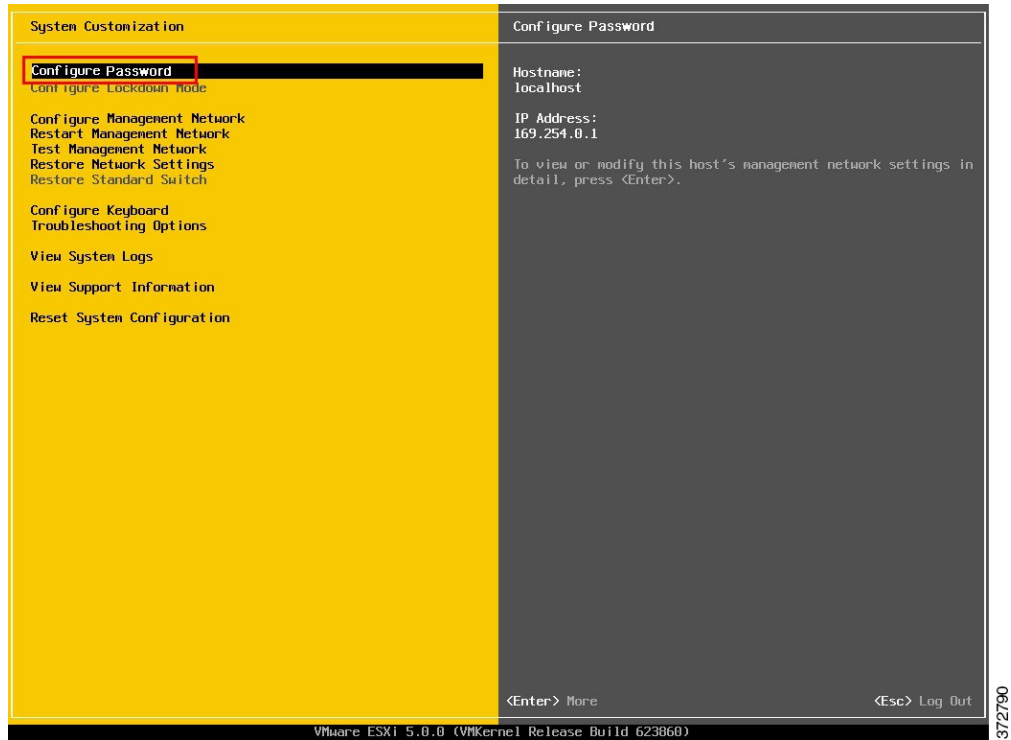 System Customization
Configure Password
Configure Lockdown Mode
Configure Management Network
Restart Management Network
Test Management Network
Restore Network Settings
Restore Standard Switch
Configure Keyboard
Troubleshooting Options
View System Logs
View Support Information
Reset System Configuration
Configure Password
Hostname:
localhost
IP Address:
169.254.0.1
To view or modify this host's management network settings in
detail, press <Enter>.
<Enter> More
<Esc> Log Out
VMware ESXi 5.0.0 (VMKernel Release Build 623860)
372790